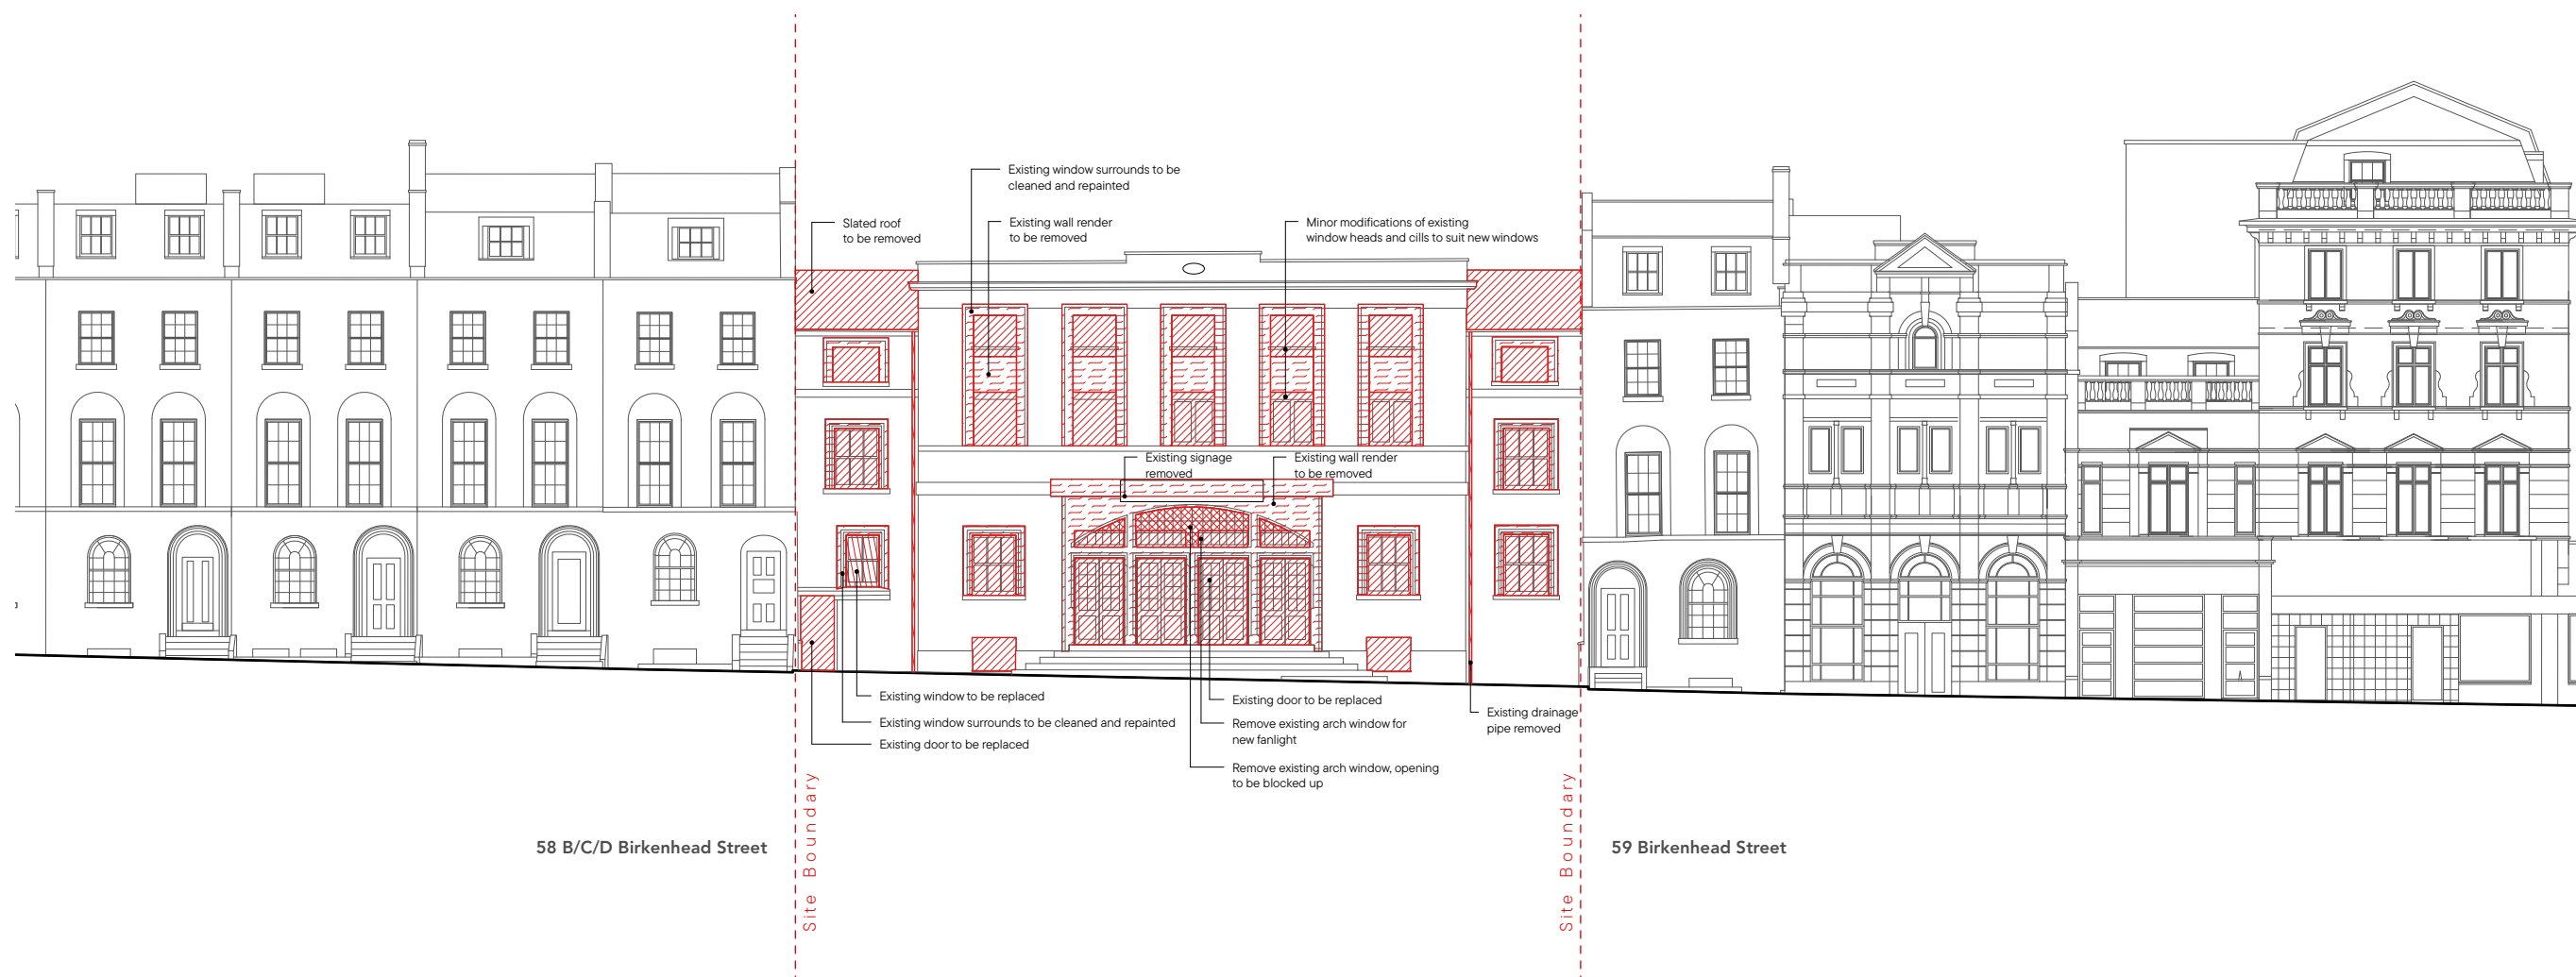 Existing window surrounds to be
cleaned and repainted
Slated roof
to be removed
Existing wall render
to be removed
Minor modifications of existing
window heads and cills to suit new windows
Existing signage
removed
Existing wall render
to be removed
Existing window to be replaced
Existing window surrounds to be cleaned and repainted
Existing door to be replaced
Existing door to be replaced
Remove existing arch window for
new fanlight
Remove existing arch window, opening
to be blocked up
Existing drainage
pipe removed
58 B/C/D Birkenhead Street
Site Boundary
Site Boundary
59 Birkenhead Street